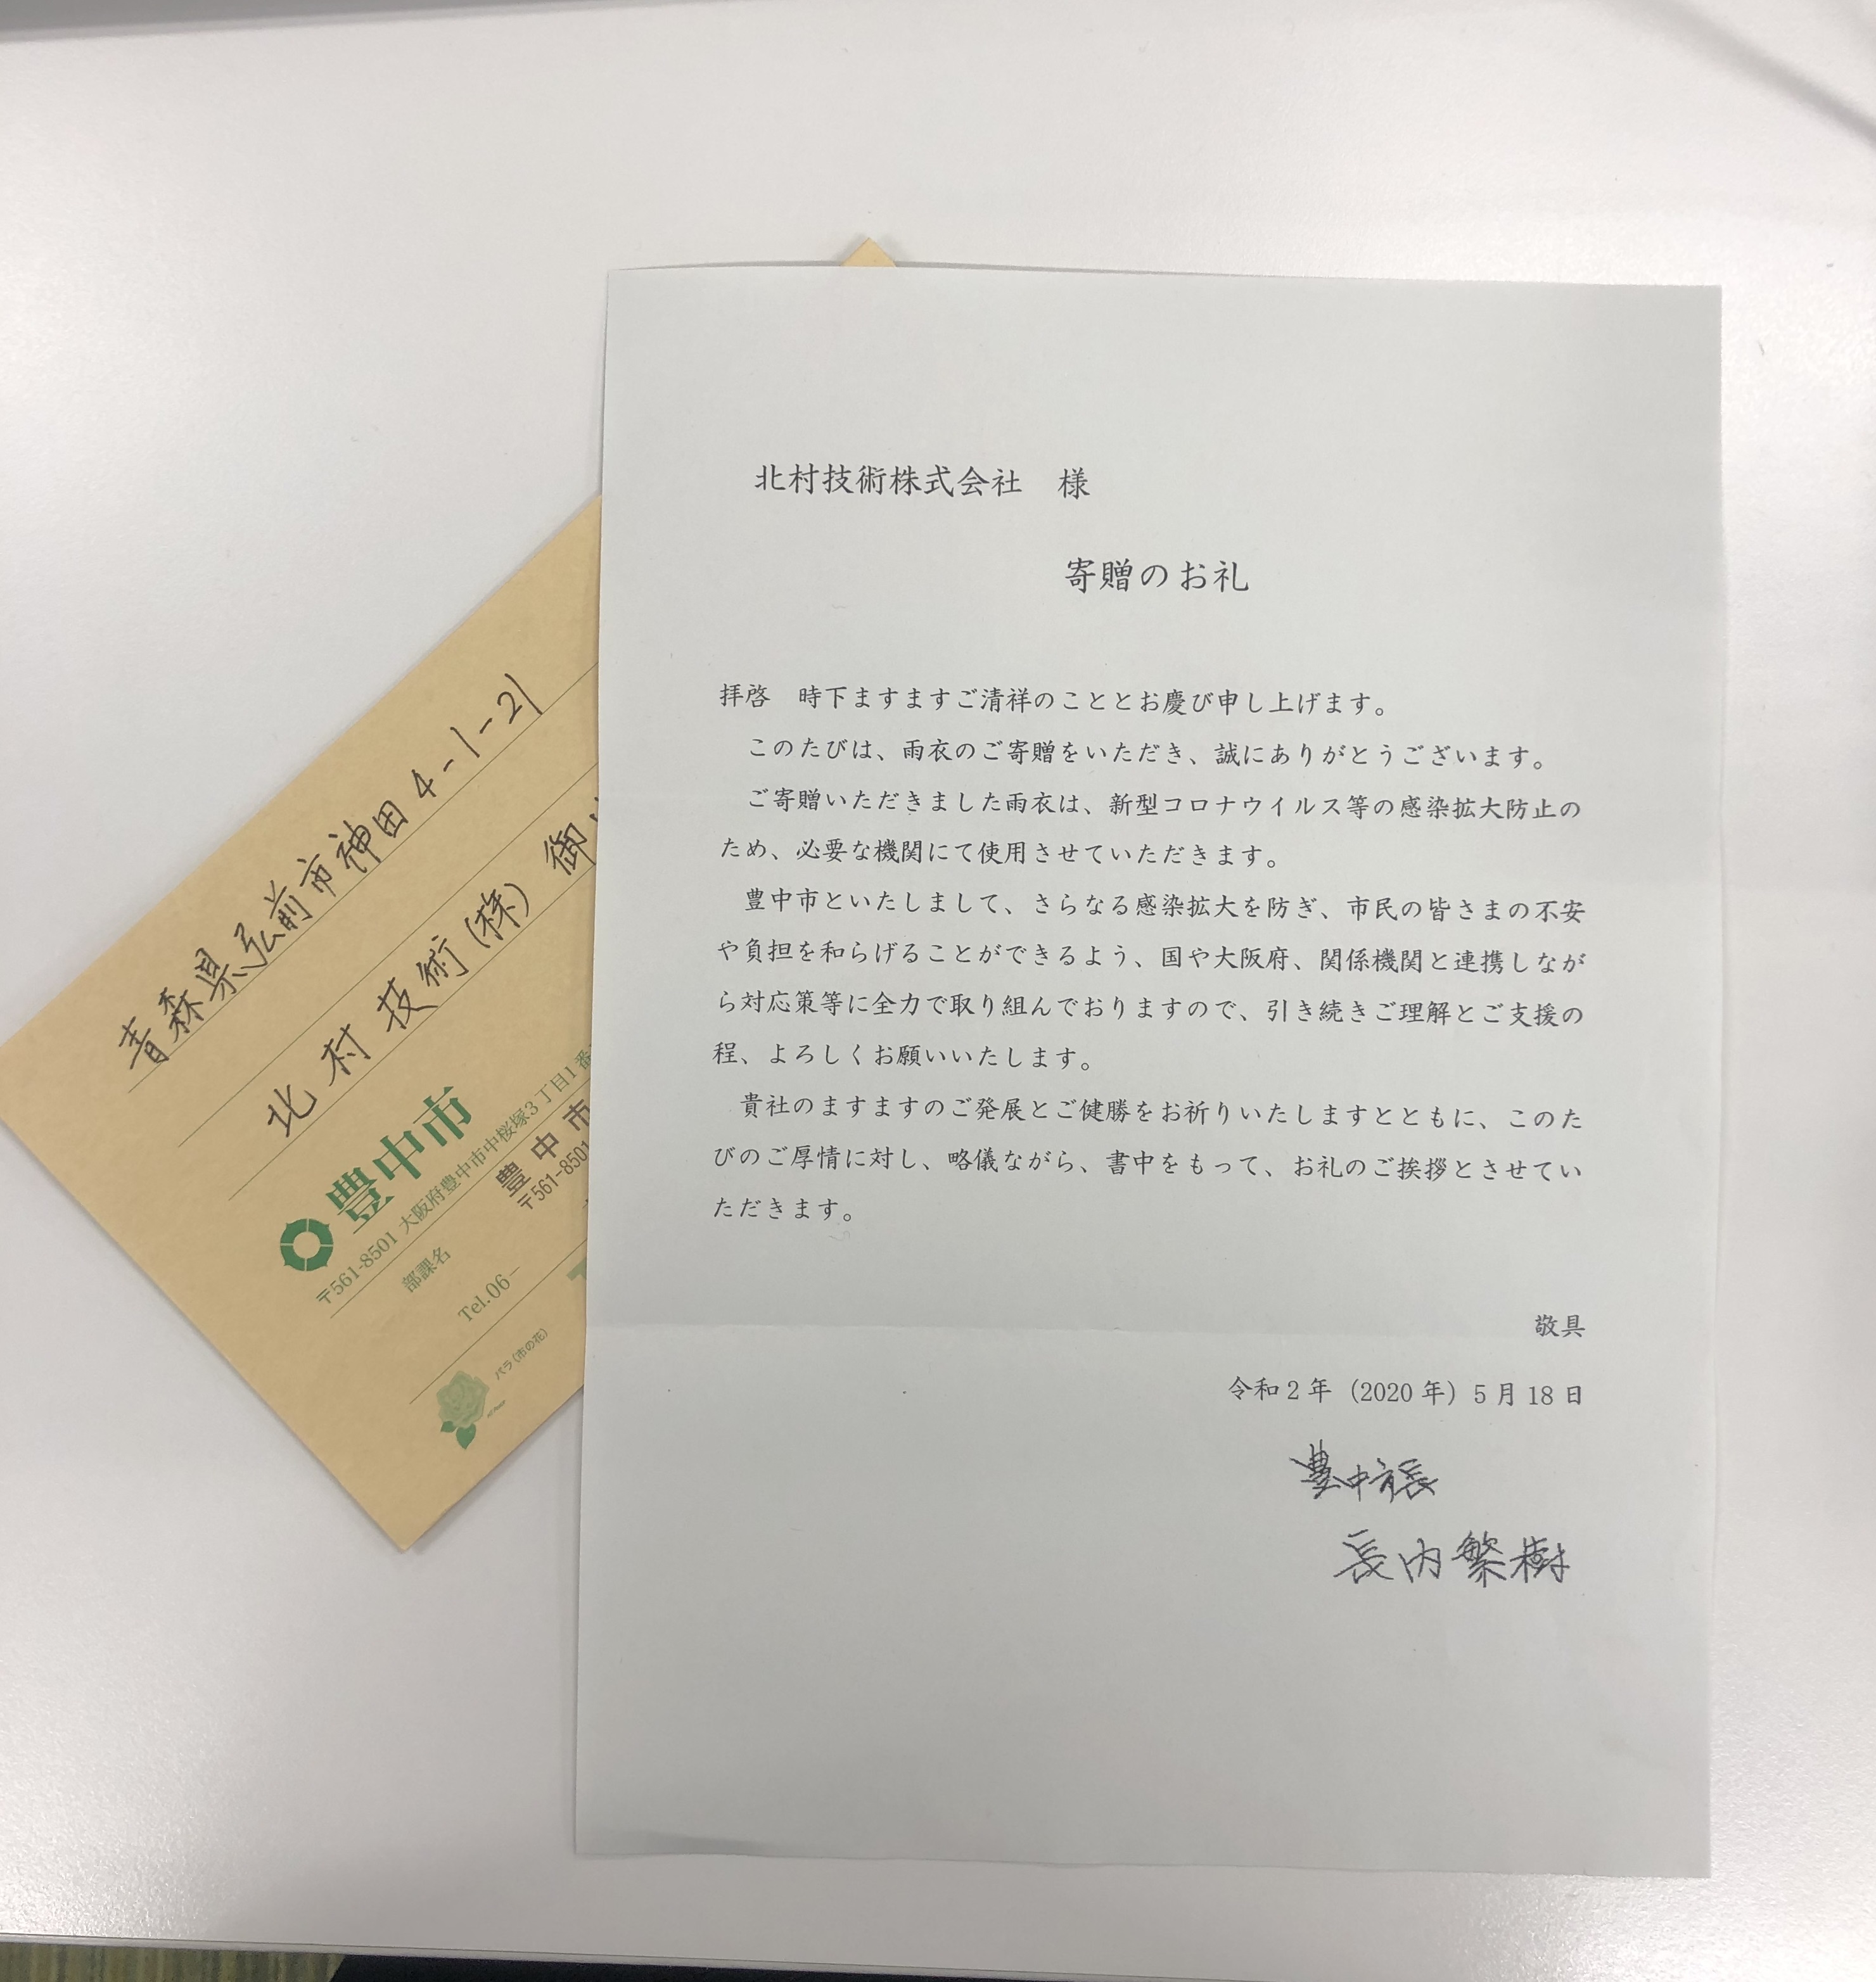 北村技術株式会社　様
寄贈のお礼
拝啓　時下ますますご清祥のこととお慶び申し上げます。
このたびは、雨衣のご寄贈をいただき、誠にありがとうございます。
ご寄贈いただきました雨衣は、新型コロナウイルス等の感染拡大防止の
ため、必要な機関にて使用させていただきます。
豊中市といたしまして、さらなる感染拡大を防ぎ、市民の皆さまの不安
や負担を和らげることができるよう、国や大阪府、関係機関と連携しなが
ら対応策等に全力で取り組んでおりますので、引き続きご理解とご支援の
程、よろしくお願いいたします。
貴社のますますのご発展とご健勝をお祈りいたしますとともに、このた
びのご厚情に対し、略儀ながら、書中をもって、お礼のご挨拶とさせてい
ただきます。
敬具
令和２年（2020 年）5 月 18 日
豊中市長
長内繁樹
青森県弘前市神田4-1-21
北村技術(株) 御
豊中市
〒561-8501 大阪府豊中市中桜塚3丁目1番
豊中市
〒561-8501
部課名
Tel.06-
バラ(市の花)